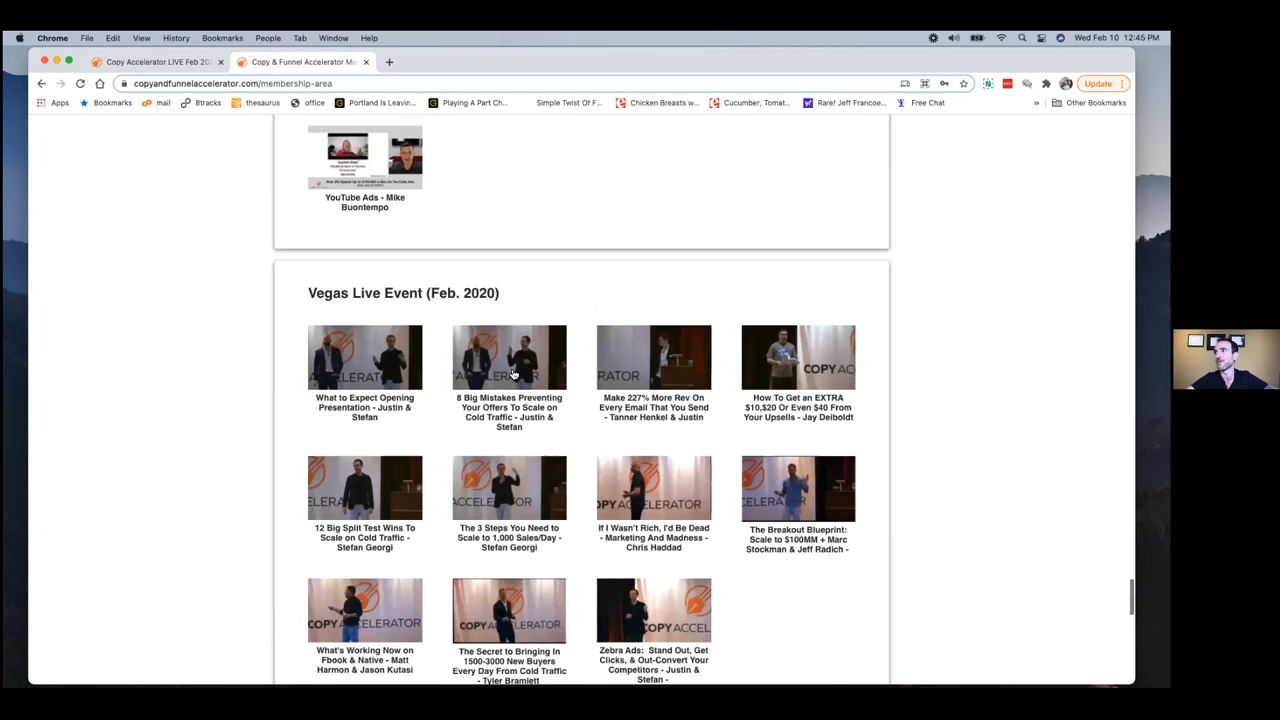 Chrome File Edit View History Bookmarks People Tab Window Help Wed Feb 10 12:45 PM
Copy Accelerator LIVE Feb 202 Copy & Funnel Accelerator Me
copyandfunnelaccelerator.com/membership-area Update
Apps Bookmarks mail Btracks thesaurus office Portland Is Leavin... Playing A Part Ch... Simple Twist Of F... Chicken Breasts w... Cucumber, Tomat... Rare! Jeff Francoe... Free Chat » Other Bookmarks
YouTube Ads - Mike
Buontempo
Vegas Live Event (Feb. 2020)
What to Expect Opening
Presentation - Justin &
Stefan
8 Big Mistakes Preventing
Your Offers To Scale on
Cold Traffic - Justin &
Stefan
RATOR
Make 227% More Rev On
Every Email That You Send
- Tanner Henkel & Justin
COPY AC
How To Get an EXTRA
$10,$20 Or Even $40 From
Your Upsells - Jay Deiboldt
12 Big Split Test Wins To
Scale on Cold Traffic -
Stefan Georgi
ACCELERATOR
The 3 Steps You Need to
Scale to 1,000 Sales/Day -
Stefan Georgi
If I Wasn't Rich, I'd Be Dead
- Marketing And Madness -
Chris Haddad
The Breakout Blueprint:
Scale to $100MM + Marc
Stockman & Jeff Radich -
What's Working Now on
Fbook & Native - Matt
Harmon & Jason Kutasi
The Secret to Bringing In
1500-3000 New Buyers
Every Day From Cold Traffic
- Tyler Bramlett
COPY ACCEL
Zebra Ads: Stand Out, Get
Clicks, & Out-Convert Your
Competitors - Justin &
Stefan -